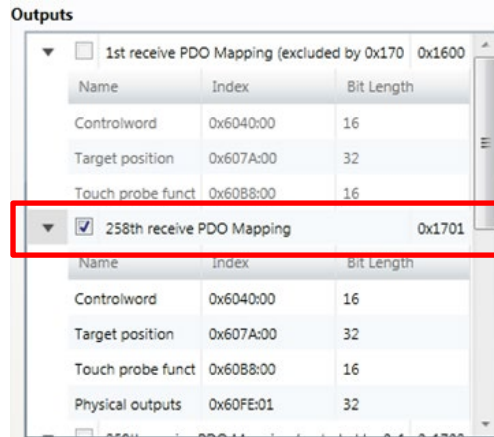 Outputs
1st receive PDO Mapping (excluded by 0x170 0x1600
Name Index Bit Length
Controlword 0x6040:00 16
Target position 0x607A:00 32
Touch probe funct 0x60B8:00 16
258th receive PDO Mapping 0x1701
Name Index Bit Length
Controlword 0x6040:00 16
Target position 0x607A:00 32
Touch probe funct 0x60B8:00 16
Physical outputs 0x60FE:01 32